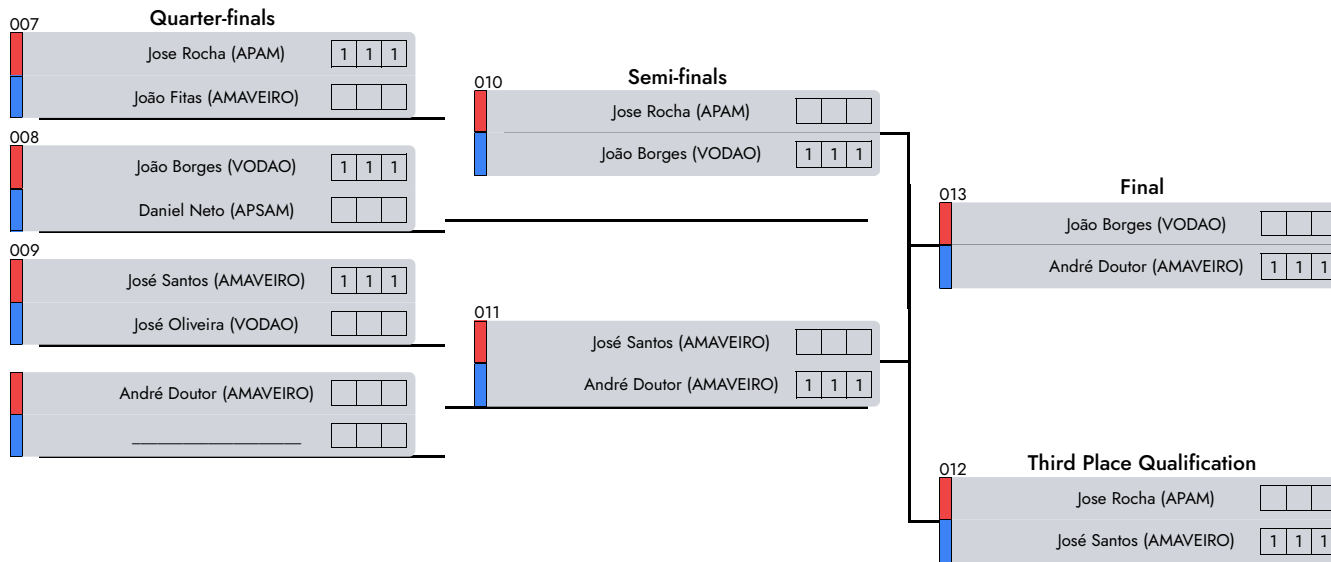 Quarter-finals
007
Jose Rocha (APAM) 1 1 1
João Fitas (AMAVEIRO)
008
João Borges (VODAO) 1 1 1
Daniel Neto (APSAM)
009
José Santos (AMAVEIRO) 1 1 1
José Oliveira (VODAO)
André Doutor (AMAVEIRO)
____________________
Semi-finals
010
Jose Rocha (APAM)
João Borges (VODAO) 1 1 1
011
José Santos (AMAVEIRO)
André Doutor (AMAVEIRO) 1 1 1
Final
013
João Borges (VODAO)
André Doutor (AMAVEIRO) 1 1 1
Third Place Qualification
012
Jose Rocha (APAM)
José Santos (AMAVEIRO) 1 1 1